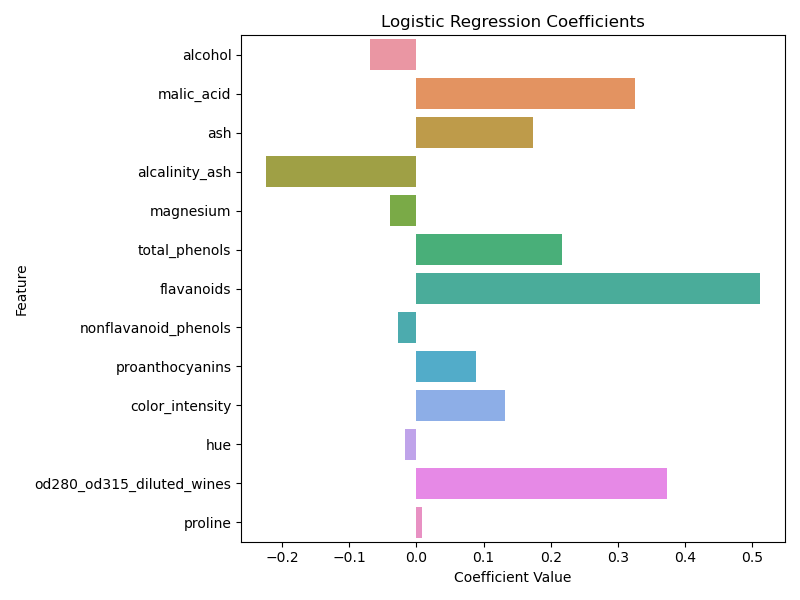 Logistic Regression Coefficients
alcohol
malic_acid
ash
alcalinity_ash
magnesium
total_phenols
flavanoids
nonflavanoid_phenols
proanthocyanins
color_intensity
hue
od280_od315_diluted_wines
proline
Feature
−0.2 −0.1 0.0 0.1 0.2 0.3 0.4 0.5
Coefficient Value